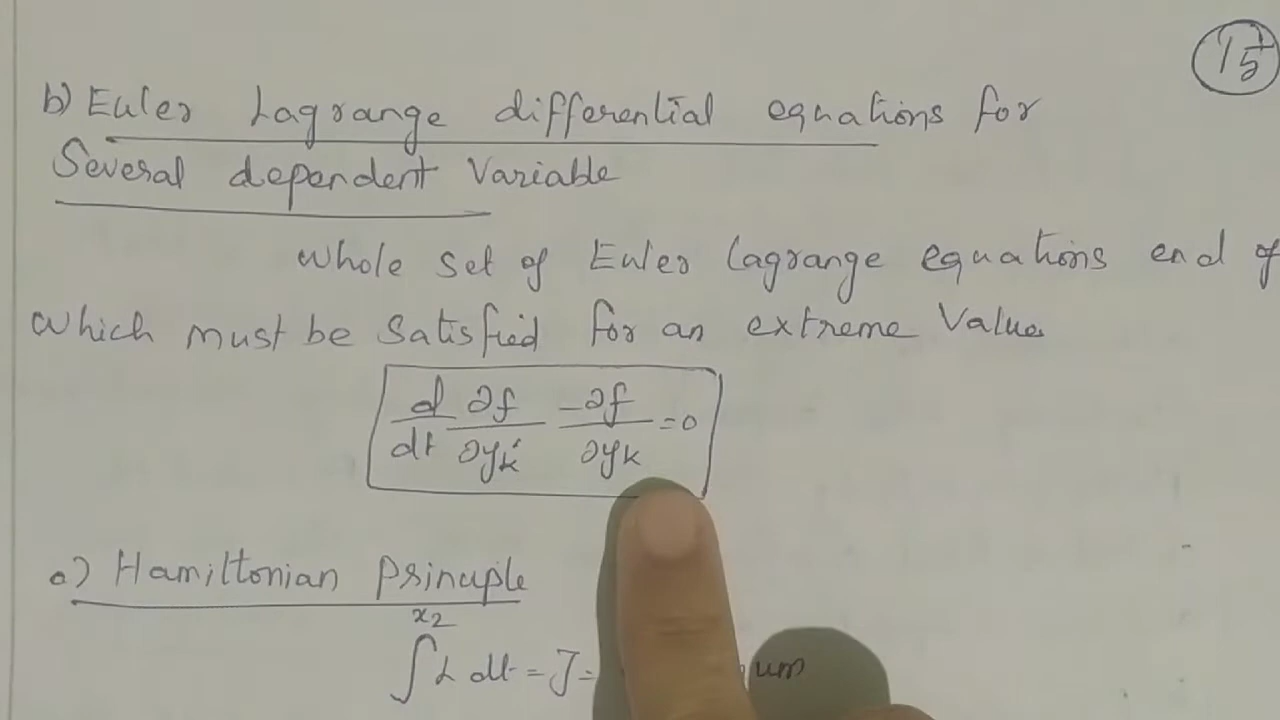 15
b) Euler Lagrange differential equations for
Several dependent Variable
Whole set of Euler Lagrange equations end of
Which must be Satisfied for an extreme Value
d/dt ∂f/∂yk̇ -∂f/∂yk =0
a) Hamiltonian Principle
x2
∫ L dt = J = um